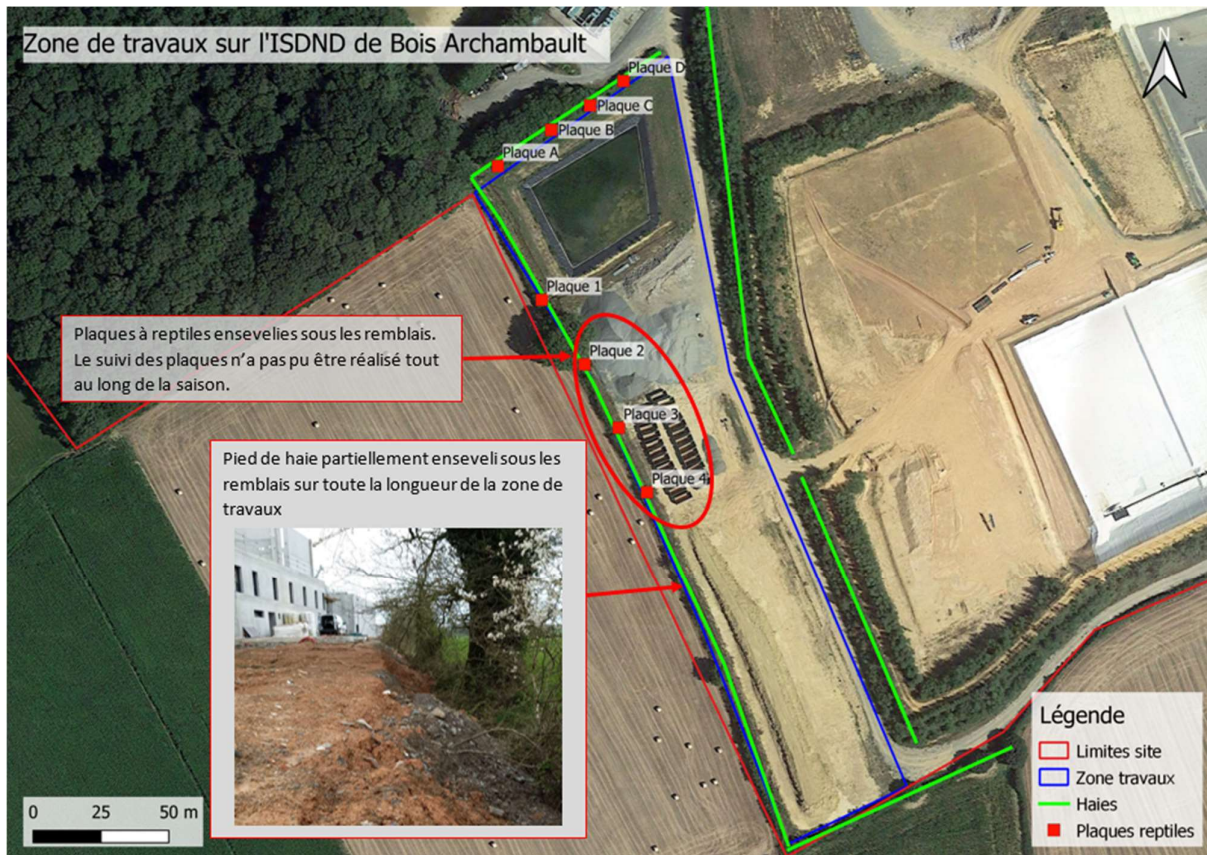 Zone de travaux sur l'ISDND de Bois Archambault
N
Plaque D
Plaque C
Plaque B
Plaque A
Plaque 1
Plaques à reptiles ensevelies sous les remblais.
Le suivi des plaques n'a pas pu être réalisé tout
au long de la saison.
Plaque 2
Plaque 3
Plaque 4
Pied de haie partiellement enseveli sous les
remblais sur toute la longueur de la zone de
travaux
Légende
Limites site
Zone travaux
Haies
Plaques reptiles
0 25 50 m